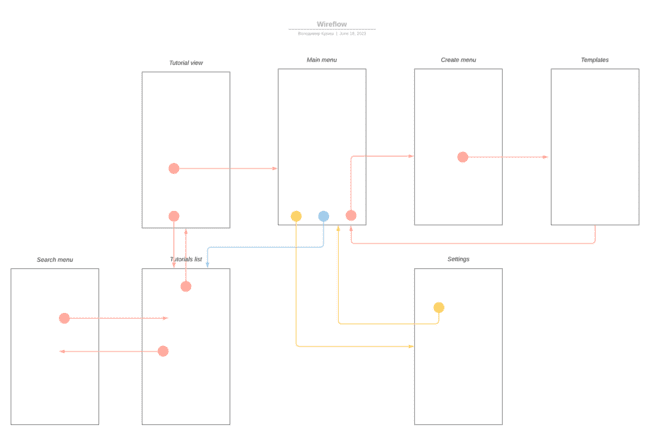 Wireflow
Main menu
Create menu
Templates
Tutorial view
Search menu
Tutorials list
Settings